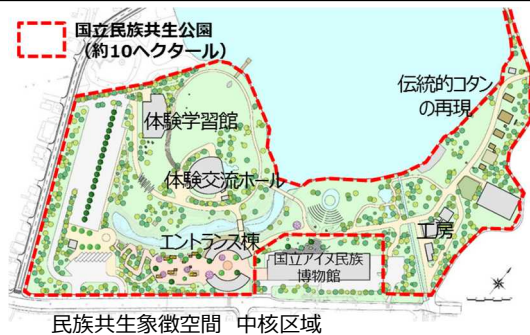 国立民族共生公園
（約10ヘクタール）
伝統的コタン
の再現
体験学習館
体験交流ホール
エントランス棟
工房
国立アイヌ民族
博物館
民族共生象徴空間 中核区域